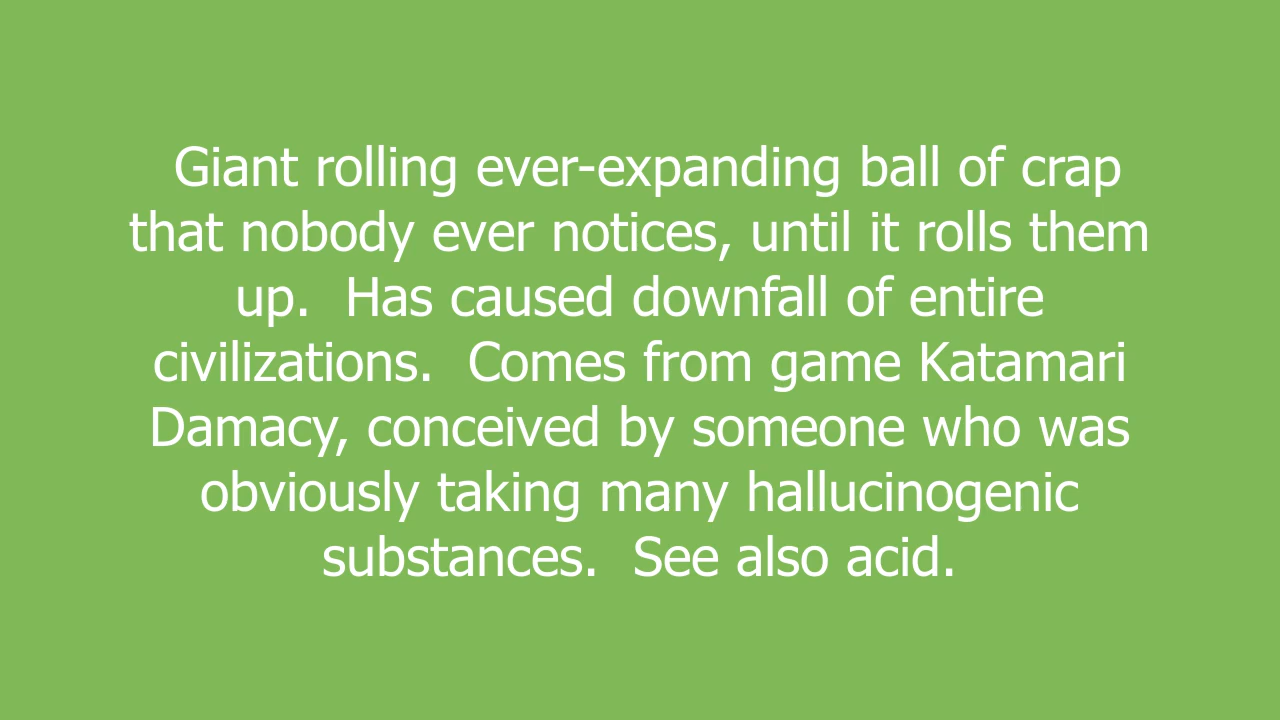 Giant rolling ever-expanding ball of crap
that nobody ever notices, until it rolls them
up.  Has caused downfall of entire
civilizations.  Comes from game Katamari
Damacy, conceived by someone who was
obviously taking many hallucinogenic
substances.  See also acid.